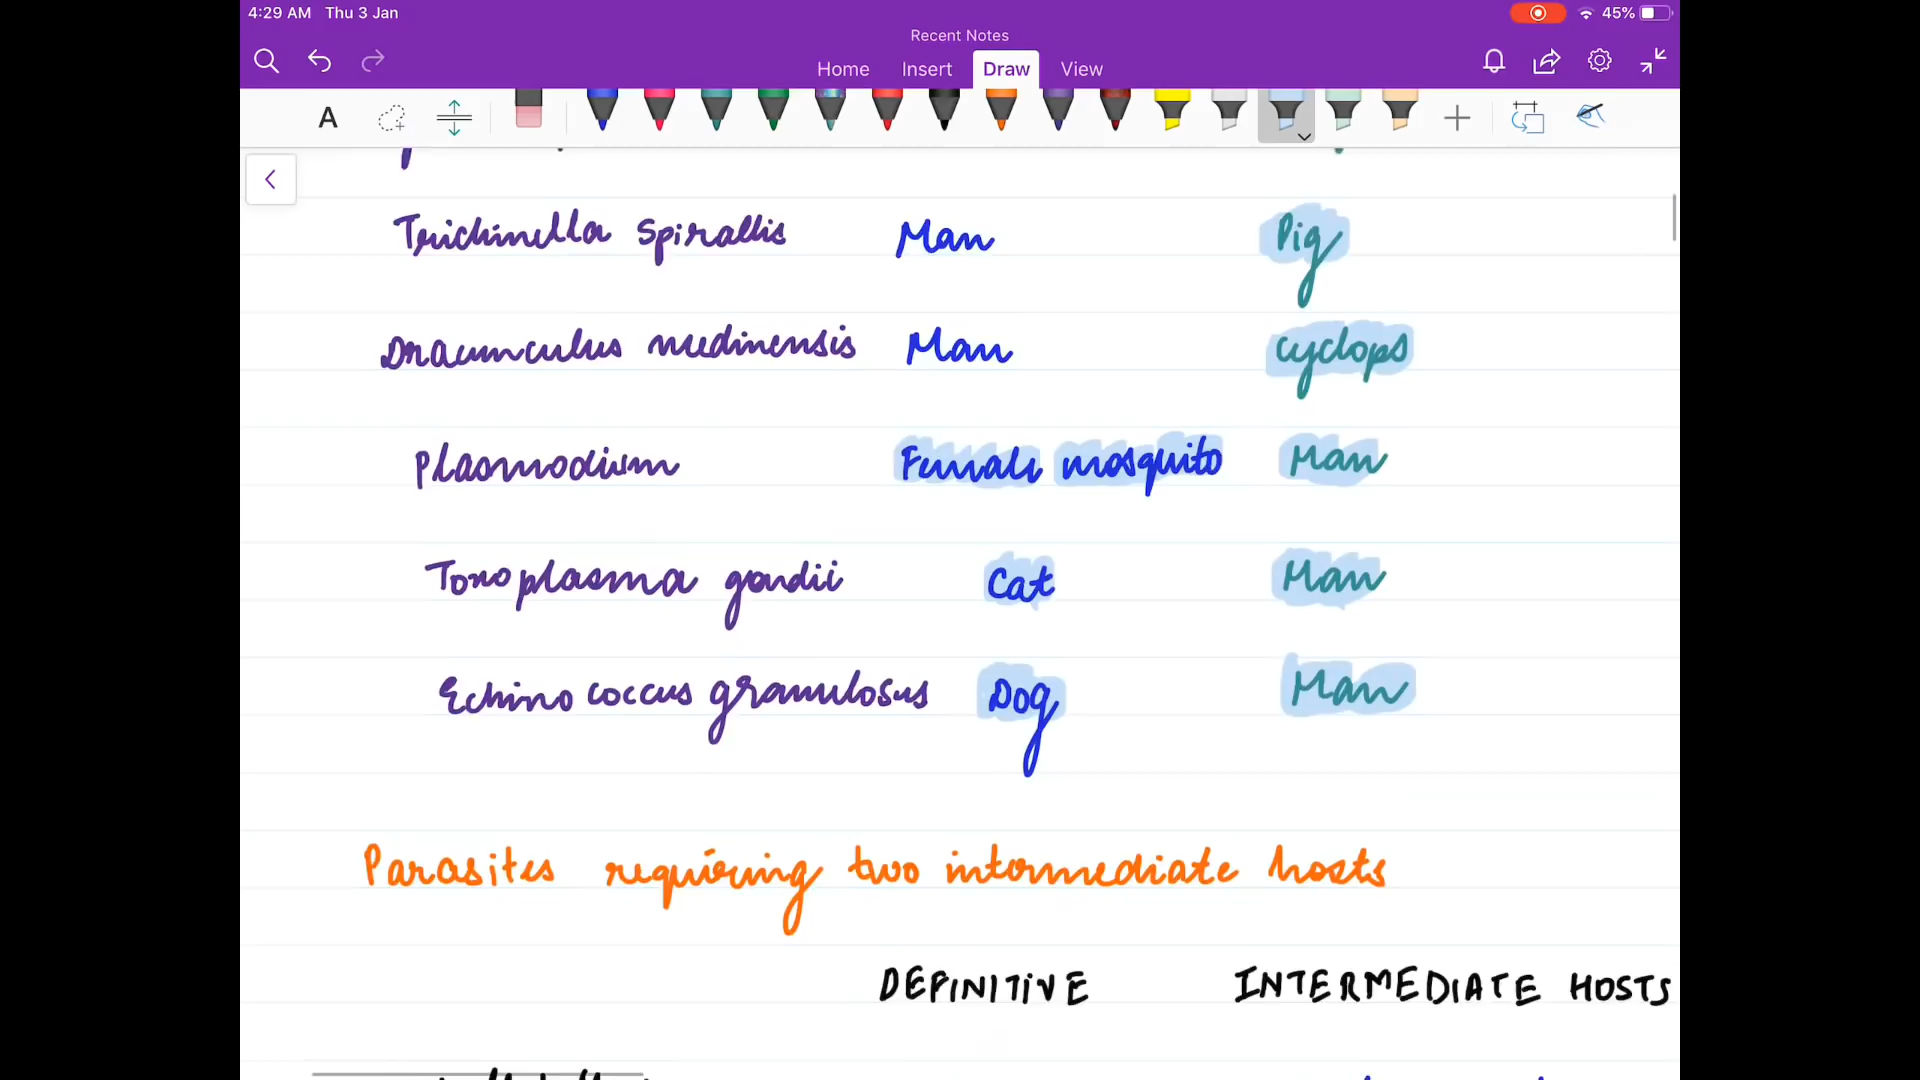 4:29 AM Thu 3 Jan 45%
Recent Notes
Home Insert Draw View
A
Trichinella spirallis Man Pig
Dracunculus medinensis Man cyclops
Plasmodium Female mosquito Man
Toxoplasma gondii Cat Man
Echino coccus granulosus Dog Man
Parasites requiring two intermediate hosts
DEFINITIVE INTERMEDIATE HOSTS